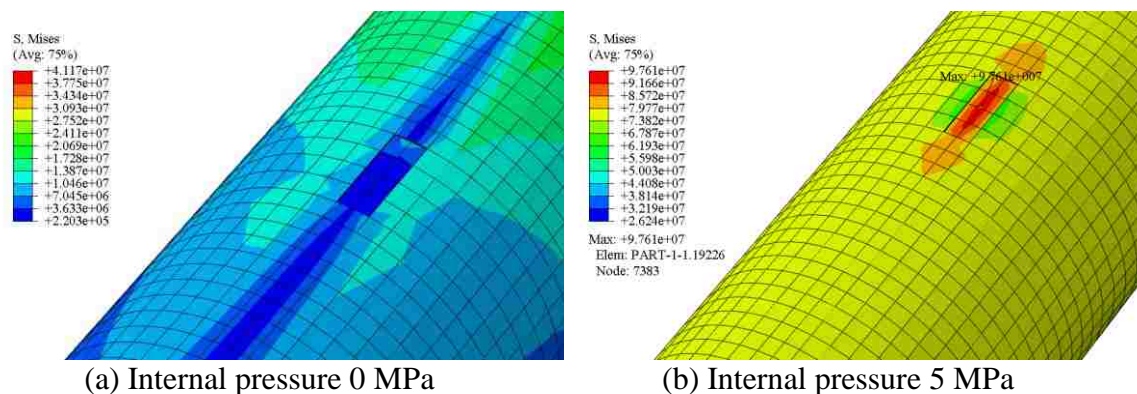 S, Mises
(Avg: 75%)
+4.117e+07
+3.775e+07
+3.434e+07
+3.093e+07
+2.752e+07
+2.411e+07
+2.069e+07
+1.728e+07
+1.387e+07
+1.046e+07
+7.045e+06
+3.633e+06
+2.203e+05
(a) Internal pressure 0 MPa
S, Mises
(Avg: 75%)
+9.761e+07
+9.166e+07
+8.572e+07
+7.977e+07
+7.382e+07
+6.787e+07
+6.193e+07
+5.598e+07
+5.003e+07
+4.408e+07
+3.814e+07
+3.219e+07
+2.624e+07
Max: +9.761e+07
Elem: PART-1-1.19226
Node: 7383
Max: +9.761e+007
(b) Internal pressure 5 MPa